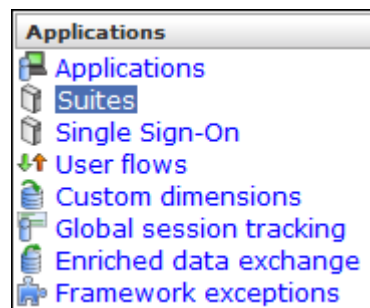 Applications
Applications
Suites
Single Sign-On
User flows
Custom dimensions
Global session tracking
Enriched data exchange
Framework exceptions